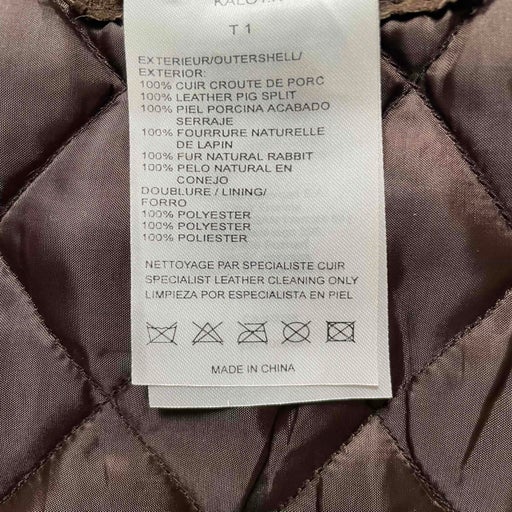 T 1
EXTERIEUR/OUTERSHELL/
EXTERIOR:
100% CUIR CROUTE DE PORC
100% LEATHER PIG SPLIT
100% PIEL PORCINA ACABADO
SERRAJE
100% FOURRURE NATURELLE
DE LAPIN
100% FUR NATURAL RABBIT
100% PELO NATURAL EN
CONEJO
DOUBLURE / LINING/
FORRO
100% POLYESTER
100% POLYESTER
100% POLIESTER
NETTOYAGE PAR SPECIALISTE CUIR
SPECIALIST LEATHER CLEANING ONLY
LIMPIEZA POR ESPECIALISTA EN PIEL
MADE IN CHINA